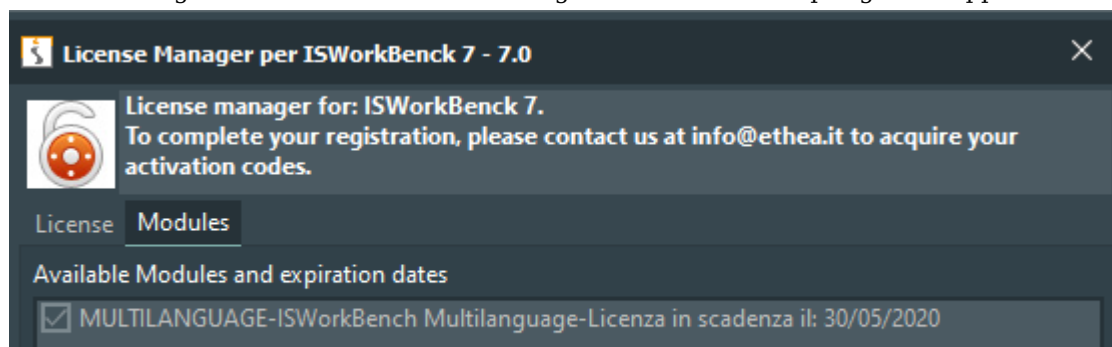 License Manager per ISWorkBenck 7 - 7.0
License manager for: ISWorkBenck 7.
To complete your registration, please contact us at info@ethea.it to acquire your
activation codes.
License Modules
Available Modules and expiration dates
MULTILANGUAGE-ISWorkBench Multilanguage-Licenza in scadenza il: 30/05/2020